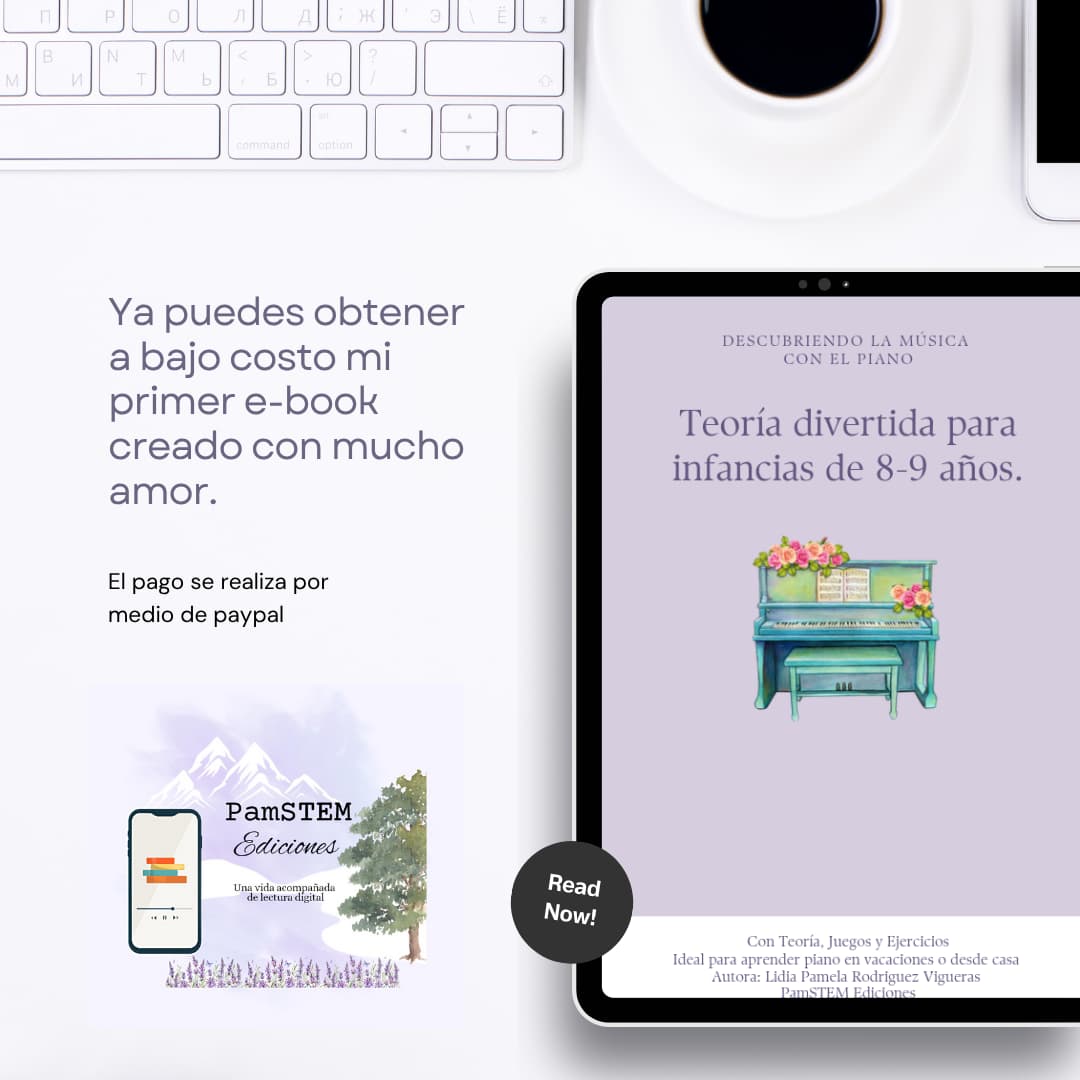 П Р О Л Д ; Ж ' Э \ Ё
М B И N Т M Ь < , Б > . Ю ? /
command
alt
option
Ya puedes obtener
a bajo costo mi
primer e-book
creado con mucho
amor.
El pago se realiza por
medio de paypal
PamSTEM
Ediciones
Una vida acompañada
de lectura digital
DESCUBRIENDO LA MÚSICA
CON EL PIANO
Teoría divertida para
infancias de 8-9 años.
Read
Now!
Con Teoría, Juegos y Ejercicios
Ideal para aprender piano en vacaciones o desde casa
Autora: Lidia Pamela Rodriguez Vigueras
PamSTEM Ediciones